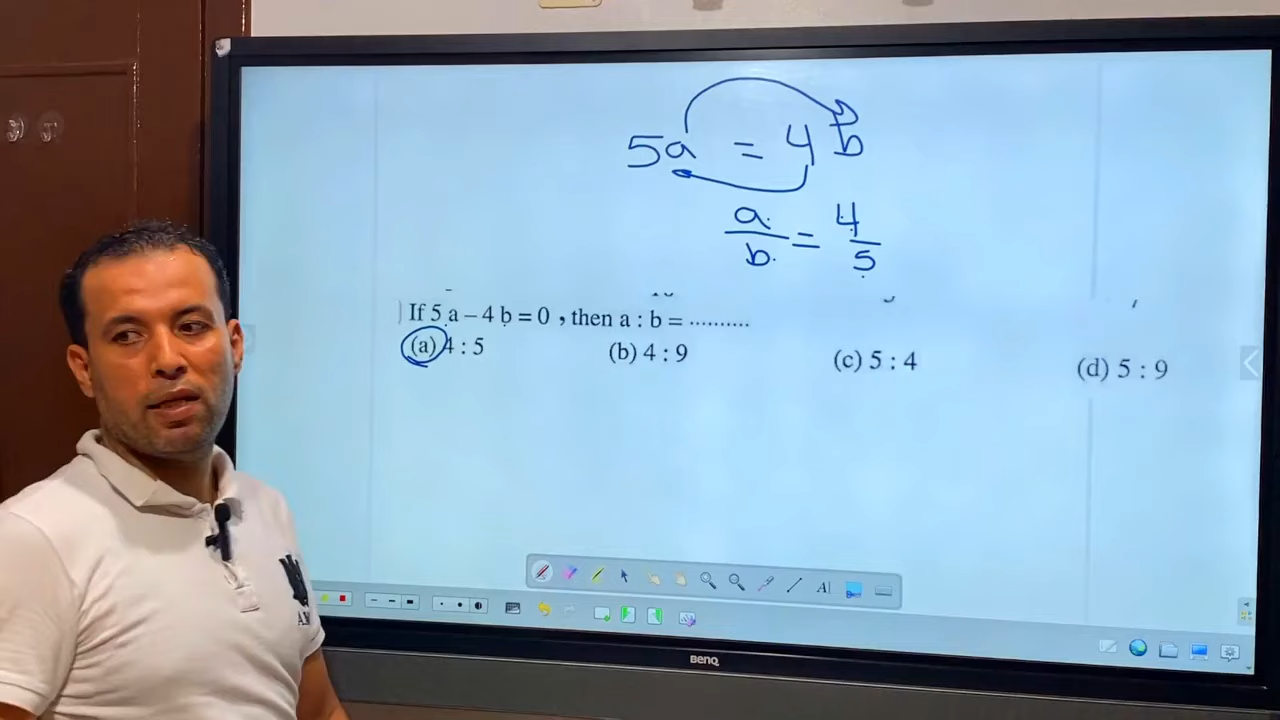 5a = 4b
a/b = 4/5
If 5 a – 4 b = 0 , then a : b = ..........
(a) 4 : 5 (b) 4 : 9 (c) 5 : 4 (d) 5 : 9
A
BENQ